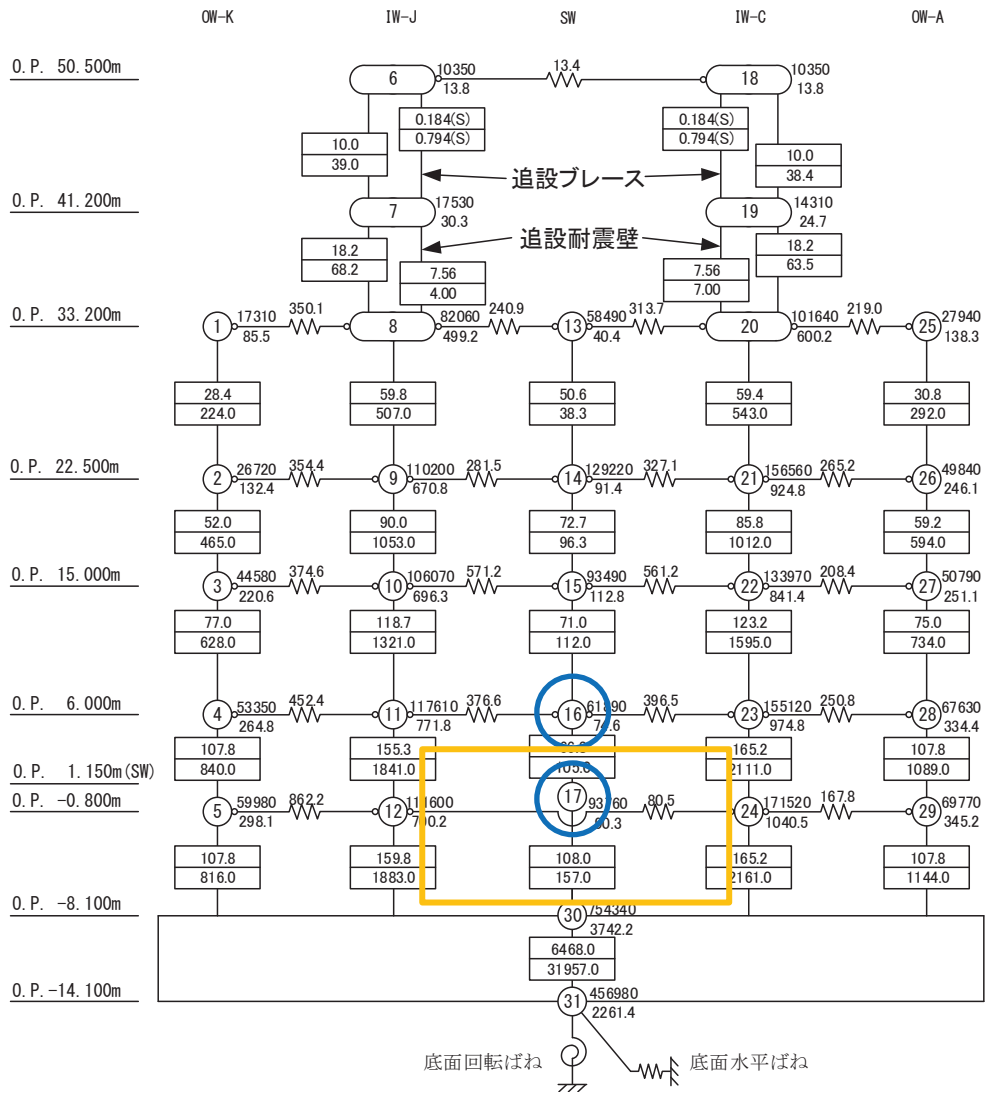 OW-K IW-J SW IW-C OW-A
O.P. 50.500m
6 10350 13.4 18 10350
13.8 13.8
0.184(S) 0.184(S)
0.794(S) 0.794(S)
10.0 10.0
39.0 38.4
追設ブレース
O.P. 41.200m
7 17530 19 14310
30.3 24.7
追設耐震壁
18.2 18.2
68.2 63.5
7.56 7.56
4.00 7.00
O.P. 33.200m
1 17310 350.1 8 82060 240.9 13 58490 313.7 20 101640 219.0 25 27940
85.5 499.2 40.4 600.2 138.3
28.4 59.8 50.6 59.4 30.8
224.0 507.0 38.3 543.0 292.0
O.P. 22.500m
2 26720 354.4 9 110200 281.5 14 129220 327.1 21 156560 265.2 26 49840
132.4 670.8 91.4 924.8 246.1
52.0 90.0 72.7 85.8 59.2
465.0 1053.0 96.3 1012.0 594.0
O.P. 15.000m
3 44580 374.6 10 106070 571.2 15 93490 561.2 22 133970 208.4 27 50790
220.6 696.3 112.8 841.4 251.1
77.0 118.7 71.0 123.2 75.0
628.0 1321.0 112.0 1595.0 734.0
O.P. 6.000m
4 53350 452.4 11 117610 376.6 16 396.5 23 155120 250.8 28 67630
264.8 771.8 974.8 334.4
107.8 155.3 165.2 107.8
840.0 1841.0 2111.0 1089.0
O.P. 1.150m(SW)
O.P. -0.800m
5 59980 862.2 12 17 80.5 24 171520 167.8 29 69770
298.1 1040.5 345.2
107.8 159.8 108.0 165.2 107.8
816.0 1883.0 157.0 2161.0 1144.0
O.P. -8.100m
30 754340
3742.2
6468.0
31957.0
O.P.-14.100m
31 456980
2261.4
底面回転ばね 底面水平ばね